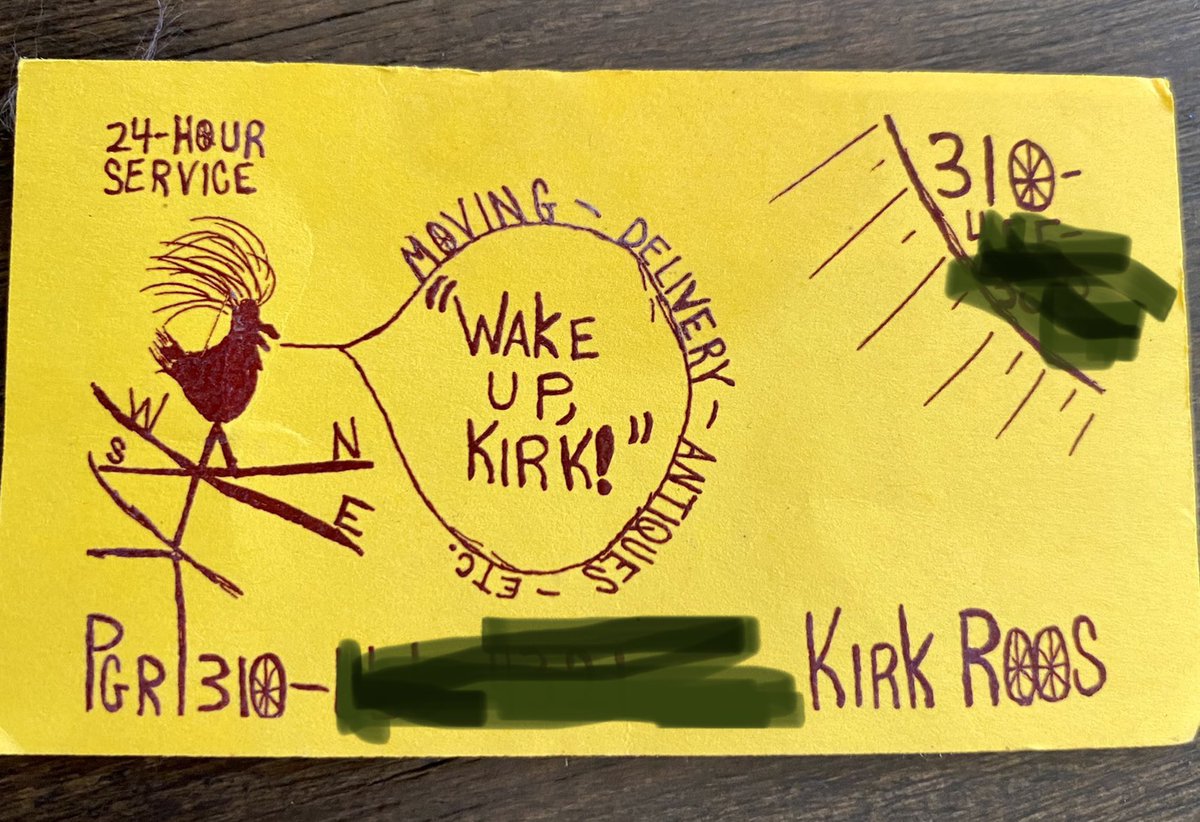 24-HOUR
SERVICE
310-
MOVING - DELIVERY - ANTIQUES - ETC.
"WAKE
UP,
KIRK!"
W
S
N
E
PGR 310-
KIRK ROOS